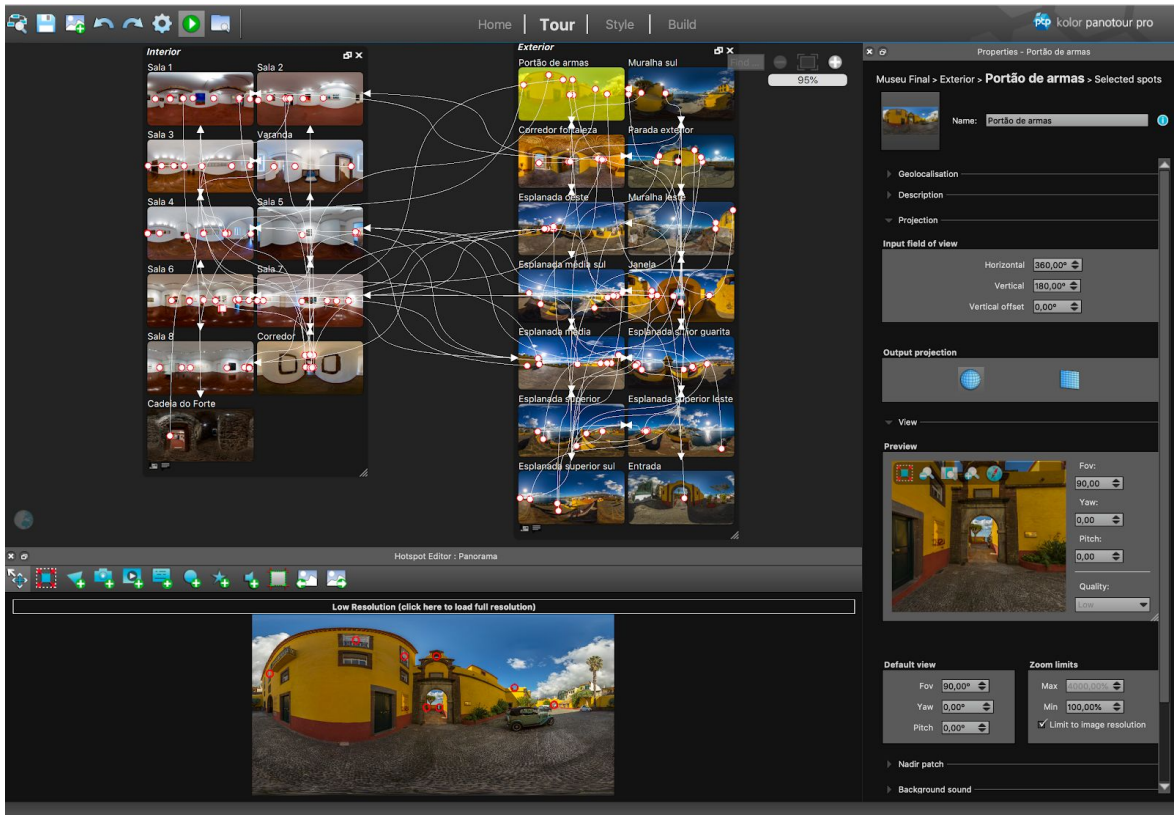 Home | Tour | Style | Build
kolor panotour pro
Interior
Sala 1
Sala 2
Sala 3
Varanda
Sala 4
Sala 5
Sala 6
Sala 7
Sala 8
Corredor
Cadeia do Forte
Exterior
Find...
95%
Portão de armas
Muralha sul
Corredor fortaleza
Parada exterior
Esplanada oeste
Muralha leste
Esplanada média sul
Janela
Esplanada média
Esplanada
guarita
Esplanada superior
Esplanada superior leste
Esplanada superior sul
Entrada
Hotspot Editor : Panorama
Low Resolution (click here to load full resolution)
Properties - Portão de armas
Museu Final > Exterior > Portão de armas > Selected spots
Name: Portão de armas
Geolocalisation
Description
Projection
Input field of view
Horizontal 360,00°
Vertical 180,00°
Vertical offset 0,00°
Output projection
View
Preview
Fov:
90,00
Yaw:
0,00
Pitch:
0,00
Quality:
Low
Default view
Fov 90,00°
Yaw 0,00°
Pitch 0,00°
Zoom limits
Max 4000,00%
Min 100,00%
Limit to image resolution
Nadir patch
Background sound